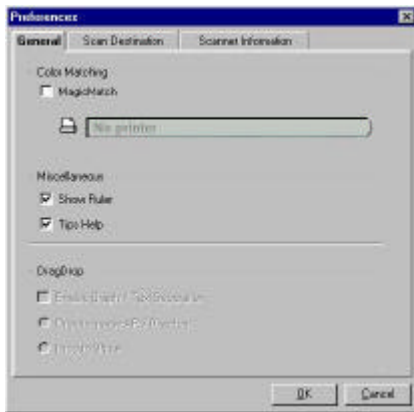 Preferences
General Scan Destination Scanner Information
Color Matching
MagicMatch
No printer
Miscellaneous
Show Ruler
Tips Help
DragDrop
OK Cancel